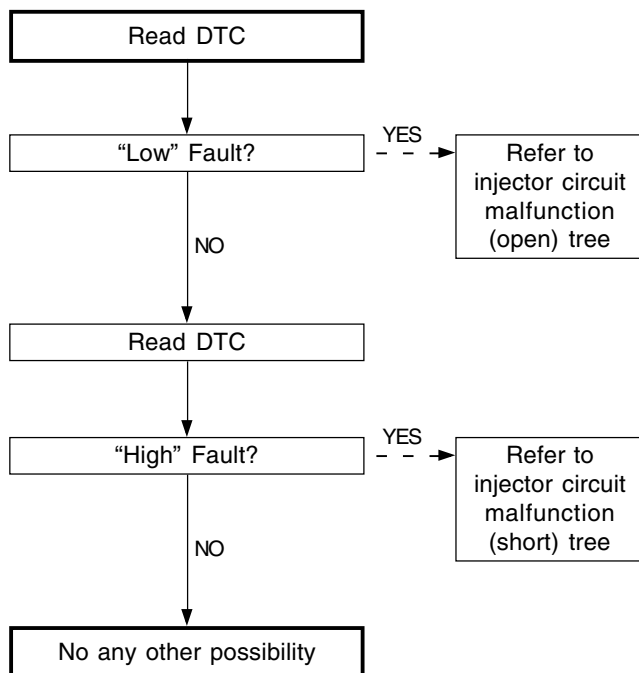 Read DTC
“Low” Fault?
YES
Refer to
injector circuit
malfunction
(open) tree
NO
Read DTC
“High” Fault?
YES
Refer to
injector circuit
malfunction
(short) tree
NO
No any other possibility